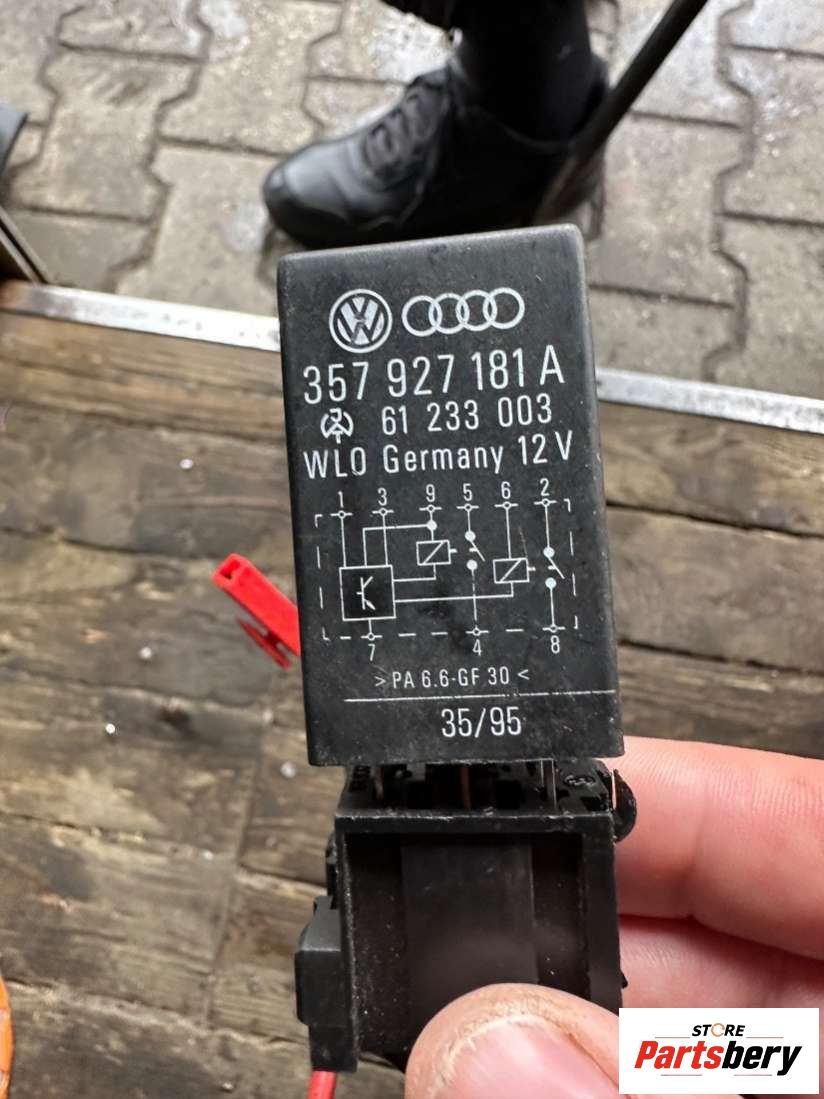 VW
357 927 181 A
61 233 003
WLO Germany 12 V
1 3 9 5 6 2
7 4 8
>PA 6.6-GF 30<
35/95
STORE
Partsbery